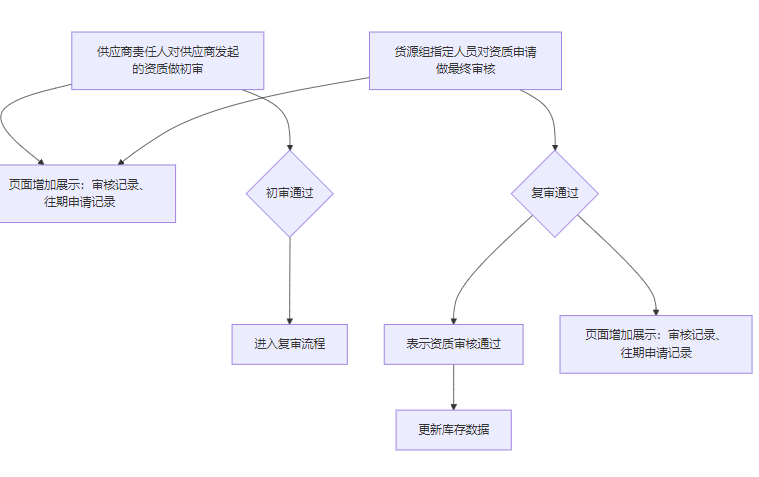 供应商责任人对供应商发起
的资质做初审
货源组指定人员对资质申请
做最终审核
页面增加展示：审核记录、
往期申请记录
初审通过
复审通过
进入复审流程
表示资质审核通过
页面增加展示：审核记录、
往期申请记录
更新库存数据